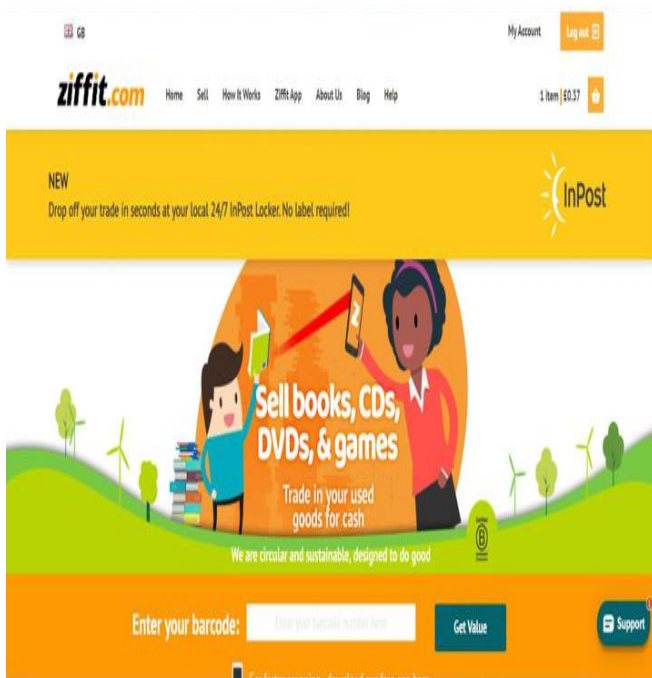 GB
My Account
Log out
ziffit.com
Home Sell How It Works Ziffit App About Us Blog Help
1 item | £0.37
NEW
Drop off your trade in seconds at your local 24/7 InPost Locker. No label required!
InPost
Z
Sell books, CDs,
DVDs, & games
Trade in your used
goods for cash
We are circular and sustainable, designed to do good
B
Enter your barcode:
Enter your barcode number here
Get Value
Support